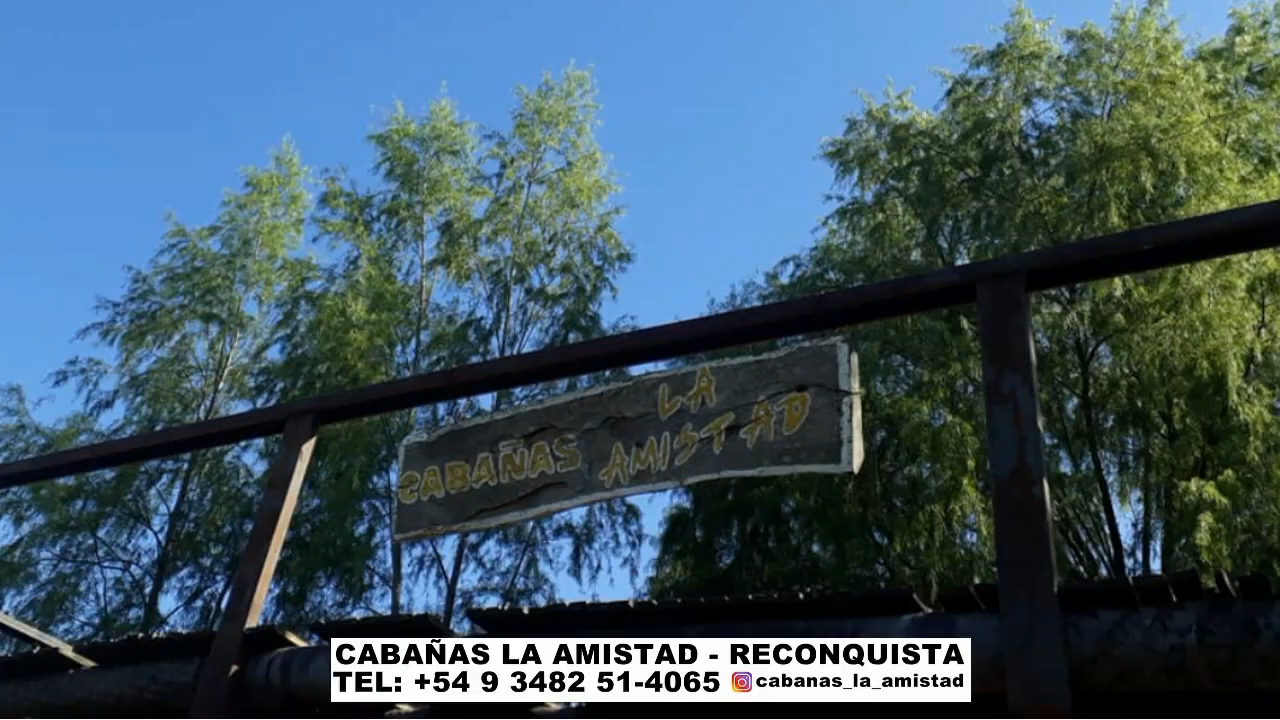 LA
CABAÑAS AMISTAD
CABAÑAS LA AMISTAD - RECONQUISTA
TEL: +54 9 3482 51-4065 cabanas_la_amistad